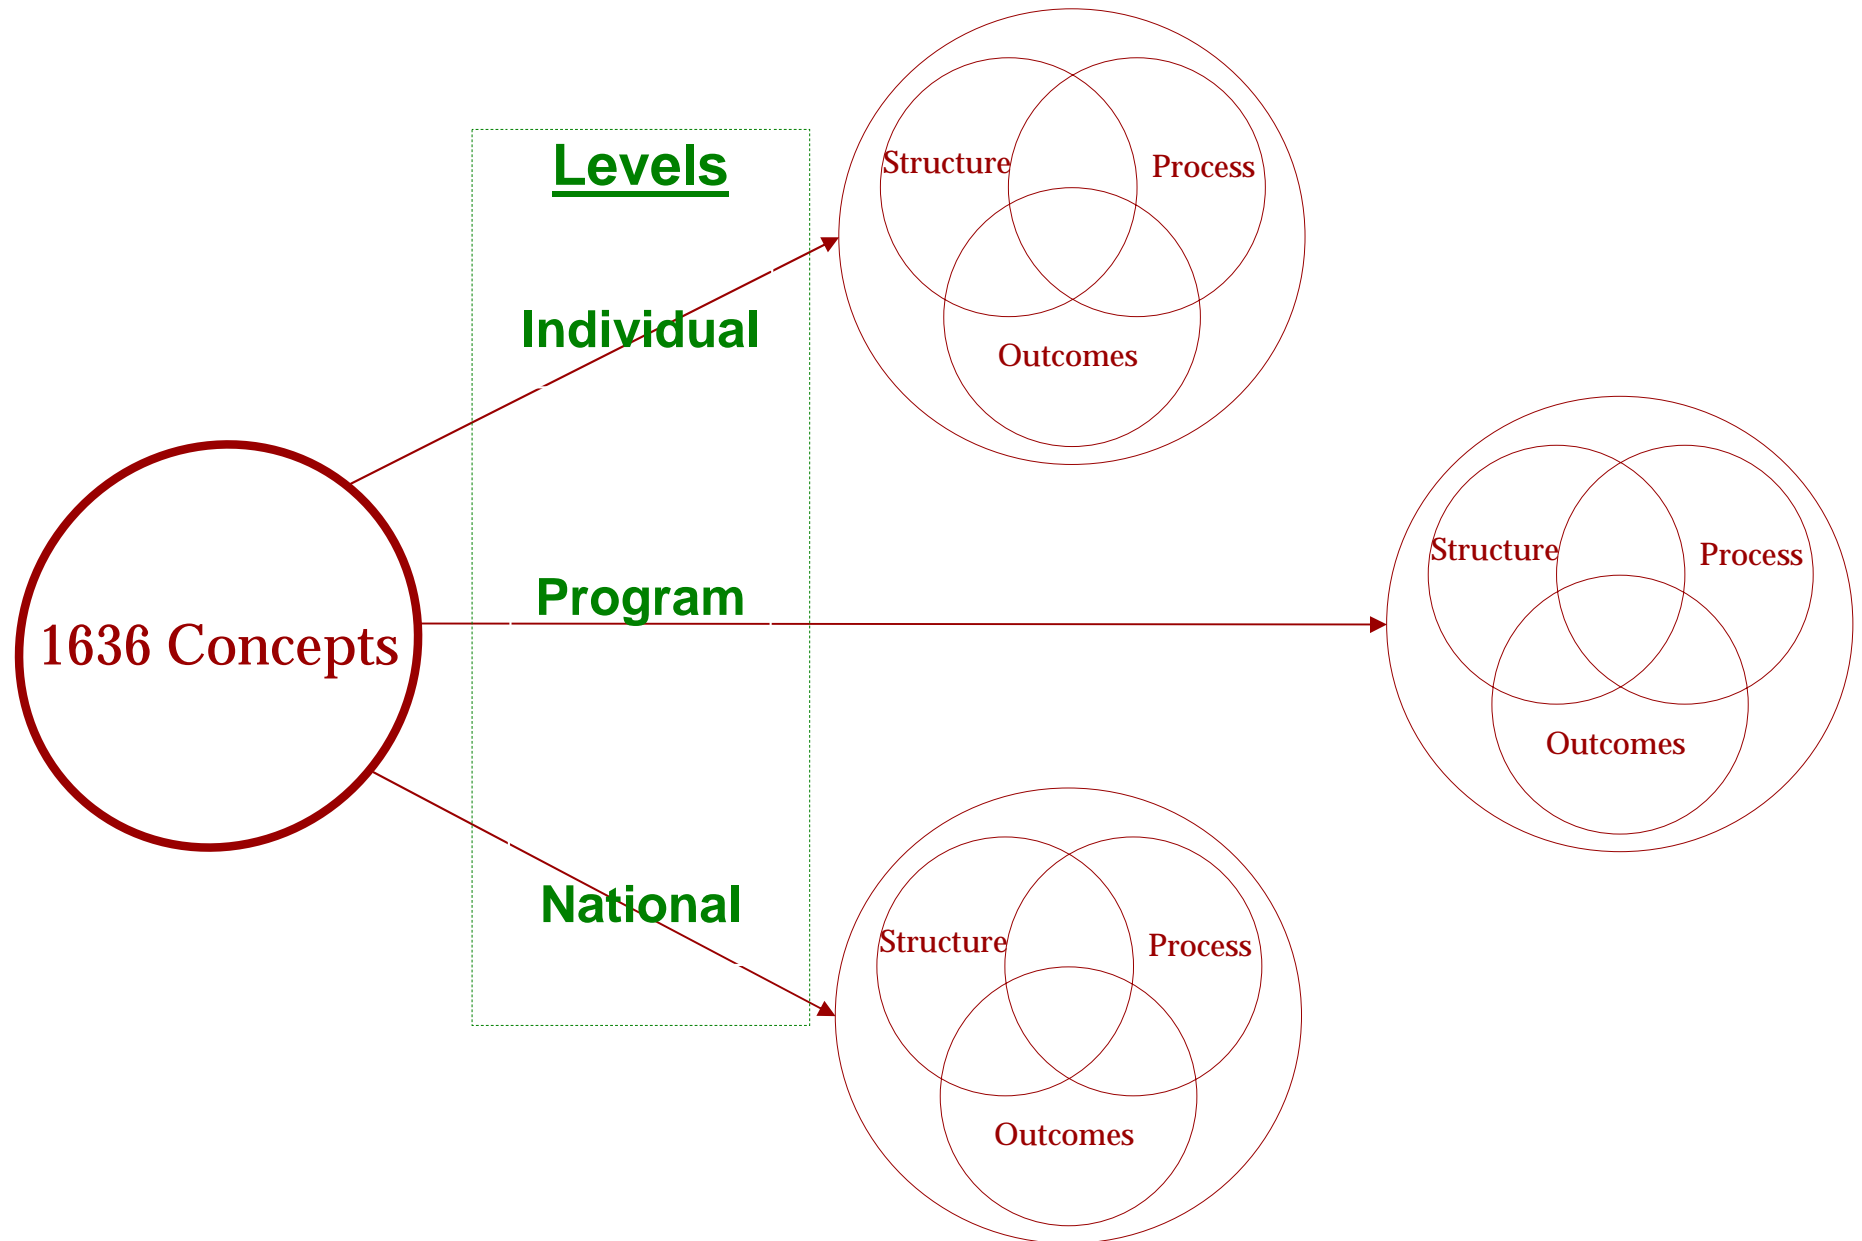 Levels
Individual
Program
National
1636 Concepts
Structure
Process
Outcomes
Structure
Process
Outcomes
Structure
Process
Outcomes